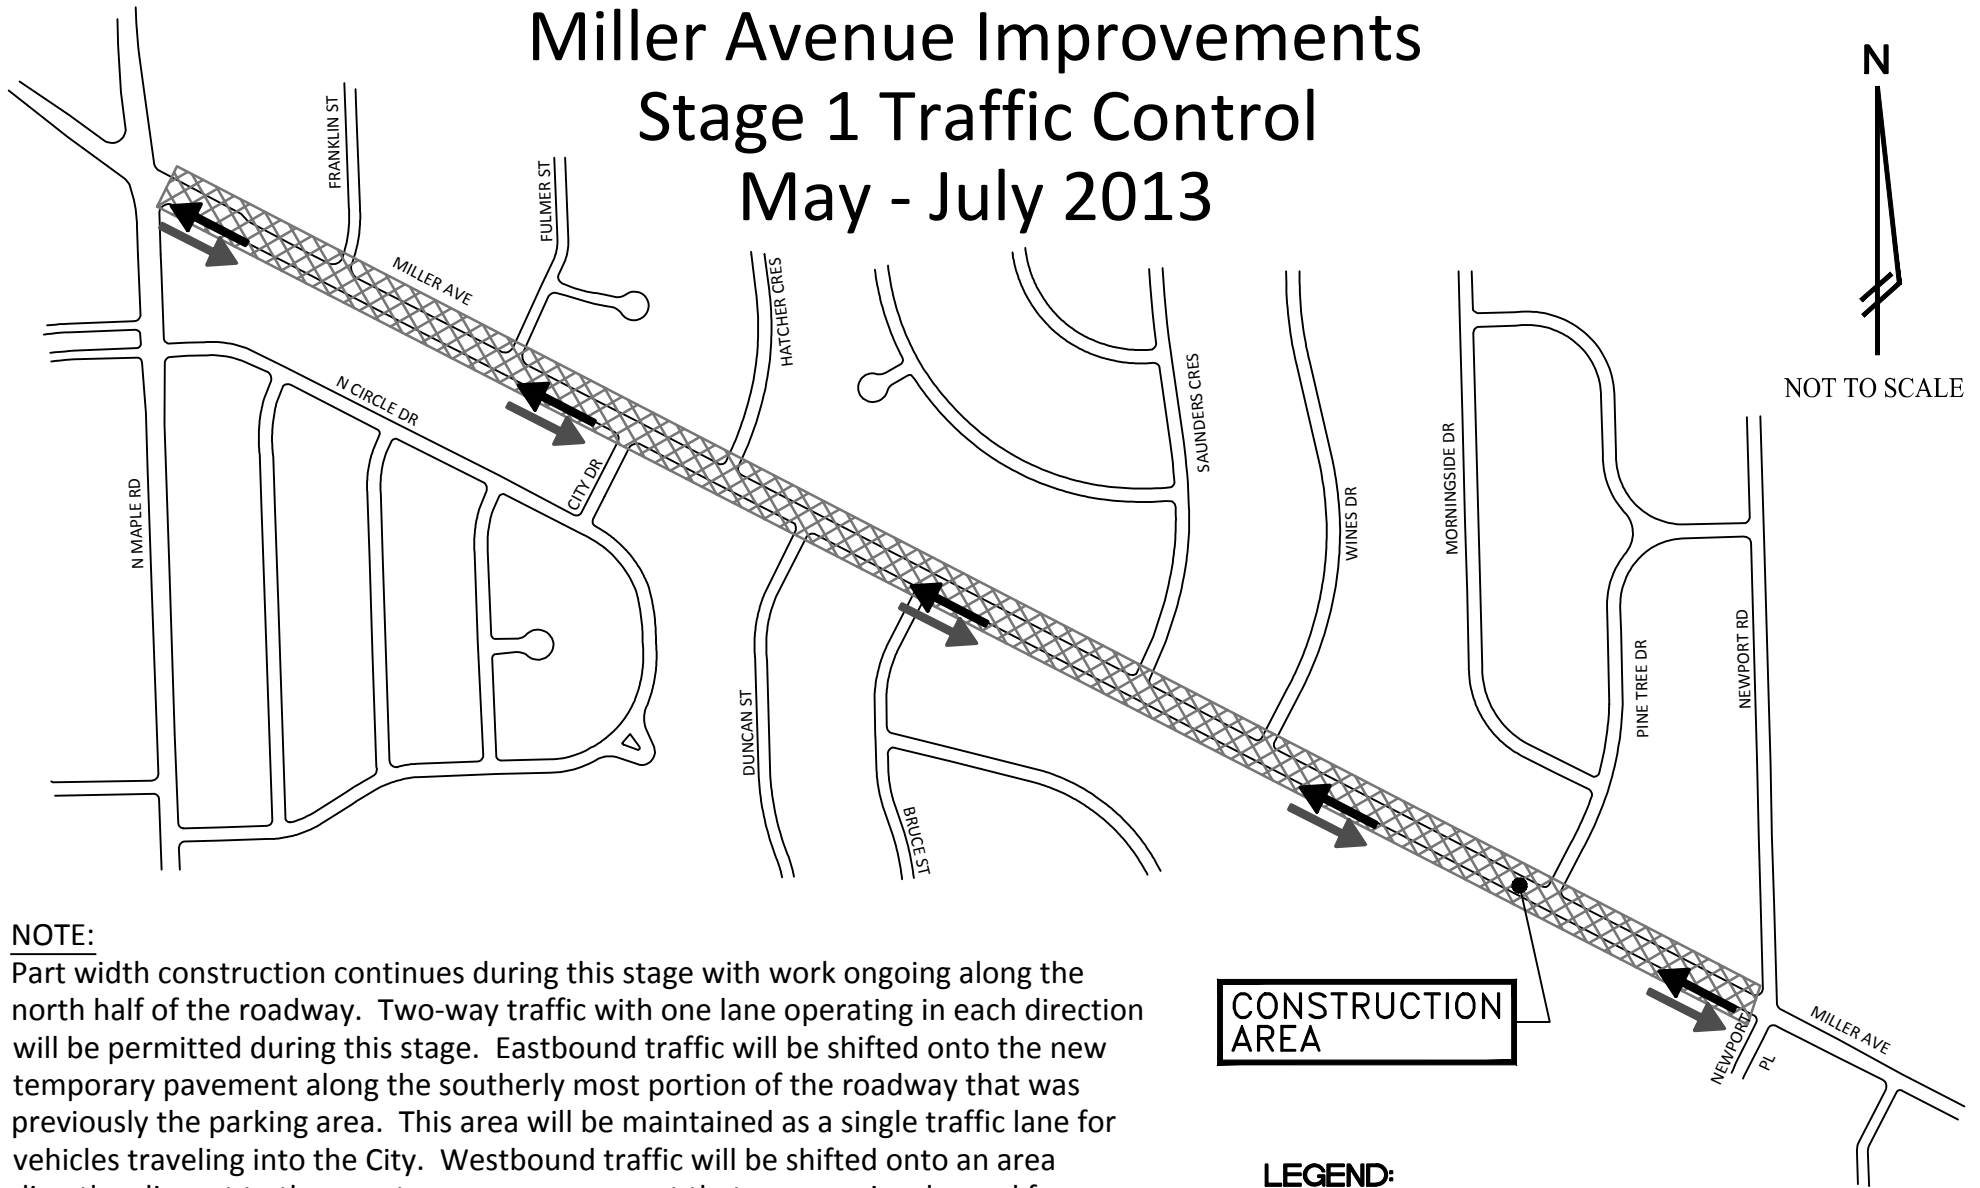 Miller Avenue Improvements
Stage 1 Traffic Control
May - July 2013
N
NOT TO SCALE
FRANKLIN ST
FULMER ST
MILLER AVE
HATCHER CRES
N CIRCLE DR
CITY DR
N MAPLE RD
SAUNDERS CRES
WINES DR
MORNINGSIDE DR
PINE TREE DR
NEWPORT RD
DUNCAN ST
BRUCE ST
NEWPORT
PL
MILLER AVE
CONSTRUCTION
AREA
NOTE:
Part width construction continues during this stage with work ongoing along the
north half of the roadway. Two-way traffic with one lane operating in each direction
will be permitted during this stage. Eastbound traffic will be shifted onto the new
temporary pavement along the southerly most portion of the roadway that was
previously the parking area. This area will be maintained as a single traffic lane for
vehicles traveling into the City. Westbound traffic will be shifted onto an area
LEGEND: